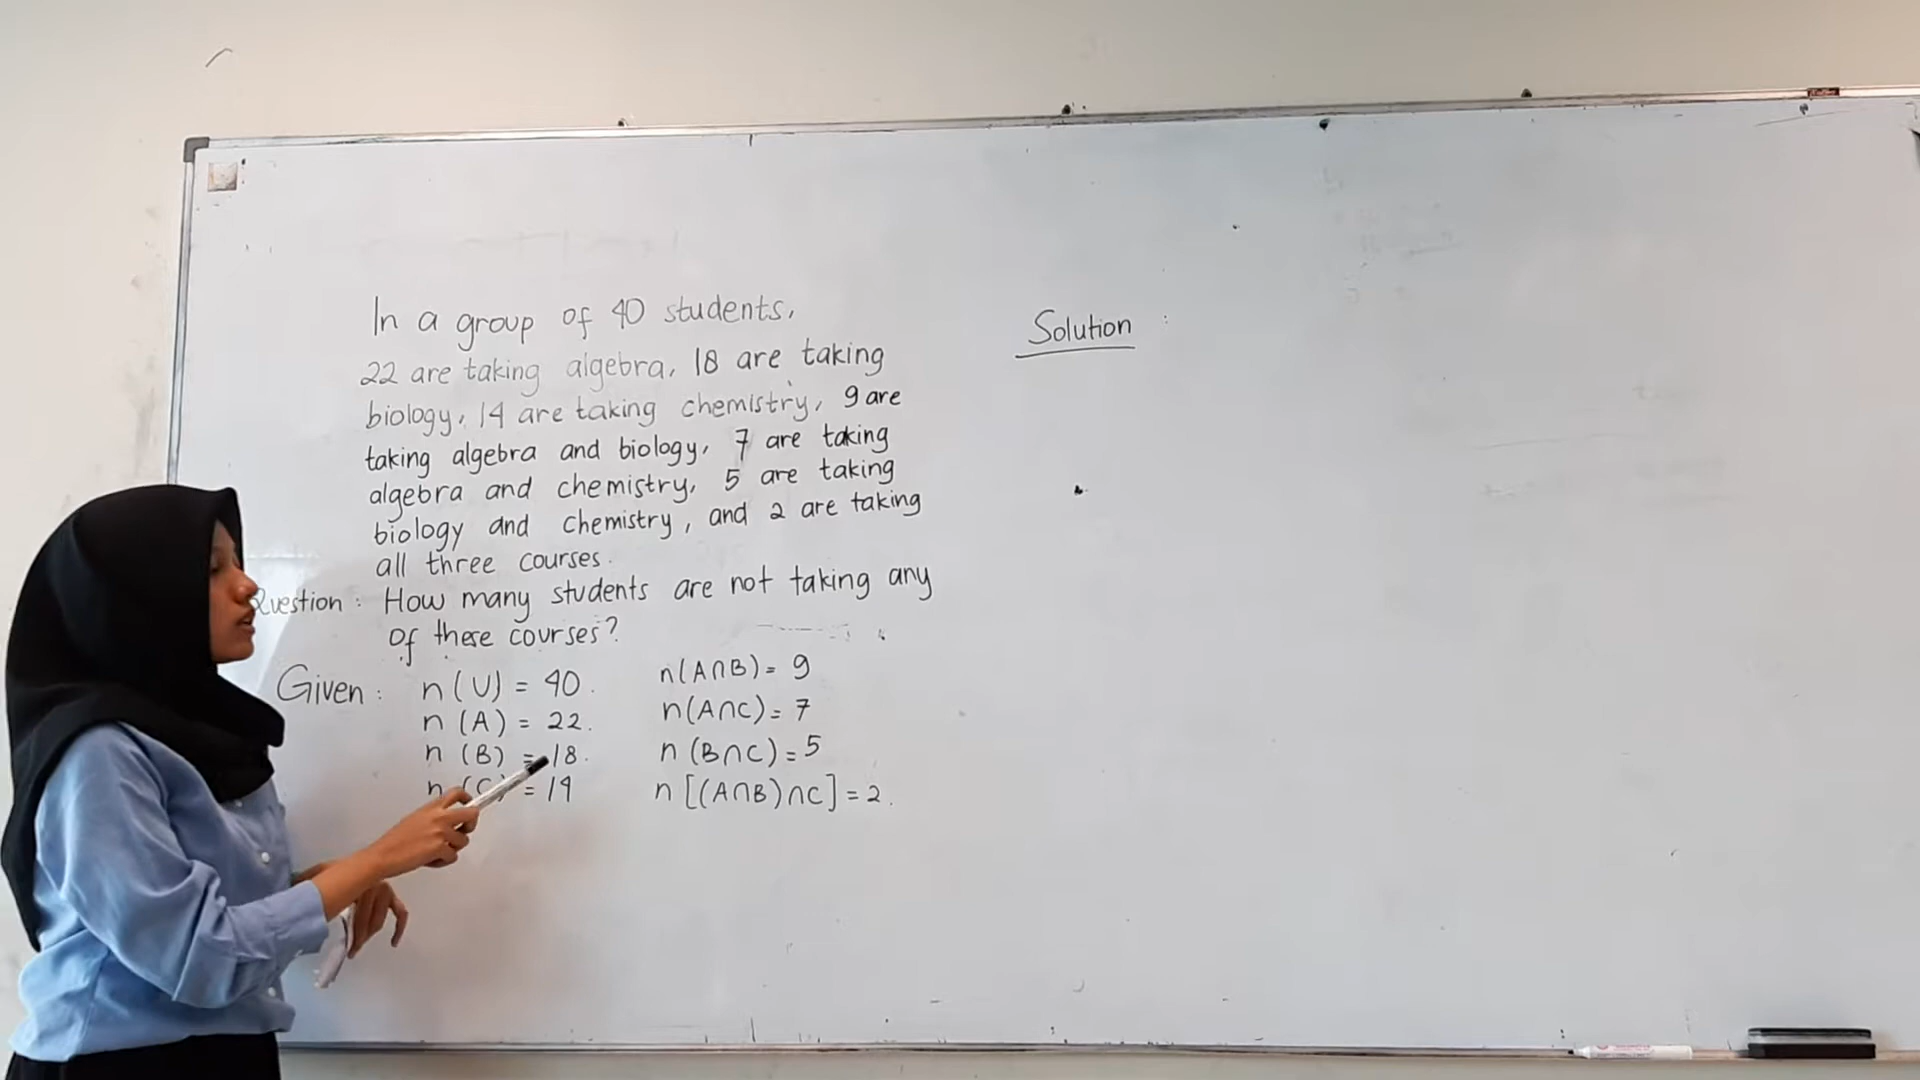 In a group of 40 students,
22 are taking algebra, 18 are taking
biology, 14 are taking chemistry, 9 are
taking algebra and biology, 7 are taking
algebra and chemistry, 5 are taking
biology and chemistry, and 2 are taking
all three courses.
Question : How many students are not taking any
of these courses?
Given : n(U) = 40.
n (A) = 22.
n (B) = 18.
n (C) = 14
n(A∩B) = 9
n(A∩C) = 7
n (B∩C) = 5
n [(A∩B)∩C] = 2.
Solution :